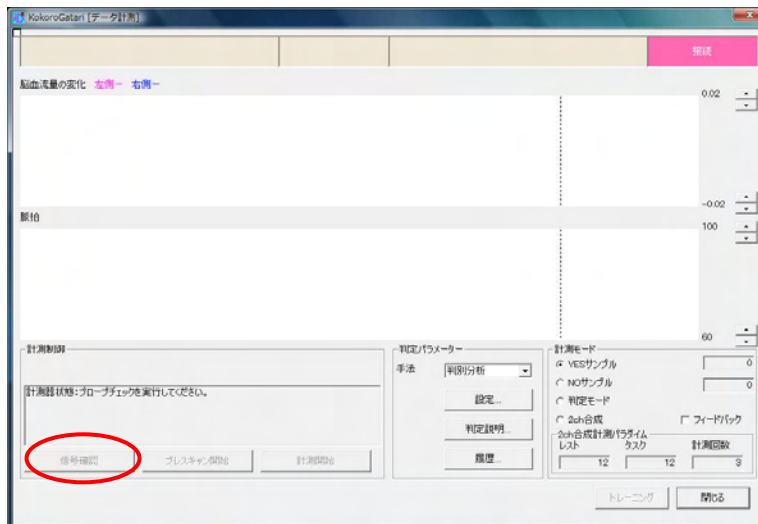 KokoroGatari [データ計測]
接続
脳血流量の変化 左側ー 右側ー
0.02
-0.02
脈拍
100
60
計測制御
計測器状態:プローブチェックを実行してください。
信号確認 プレスキャン開始 計測開始
判定パラメーター
手法 判別分析
設定...
判定説明...
履歴...
計測モード
YESサンプル 0
NOサンプル 0
判定モード
2ch合成 フィードバック
2ch合成計測パラダイム
レスト タスク 計測回数
12 12 3
トレーニング 閉じる